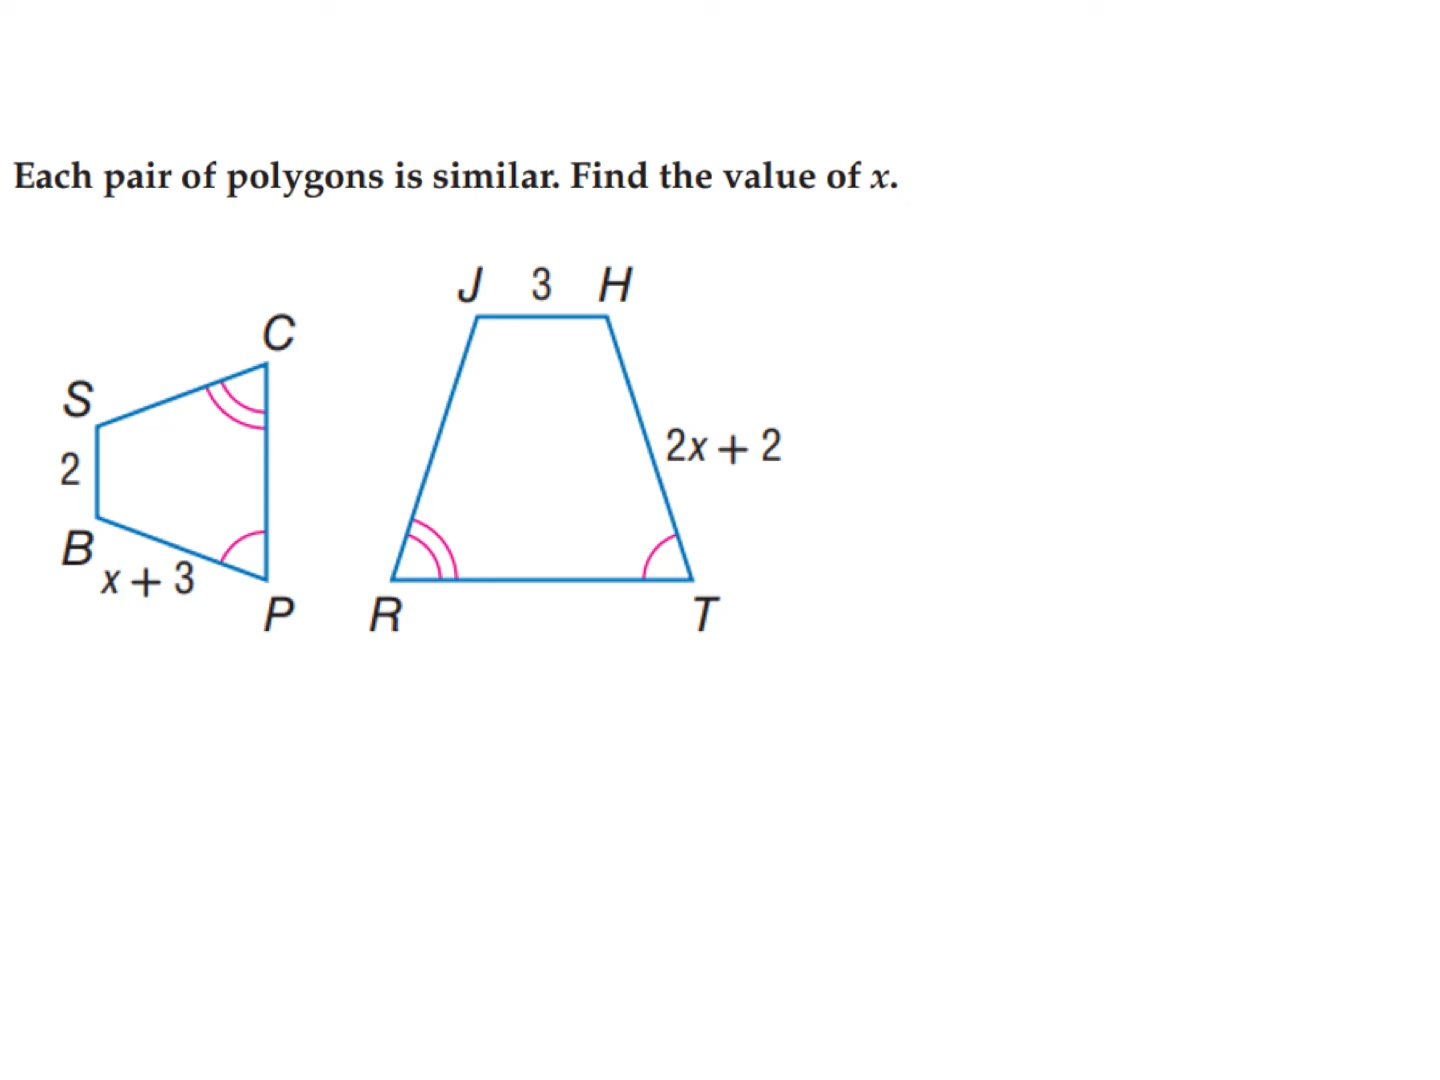 Each pair of polygons is similar. Find the value of x.
J 3 H
C
S
2x + 2
2
B
x + 3
P R T